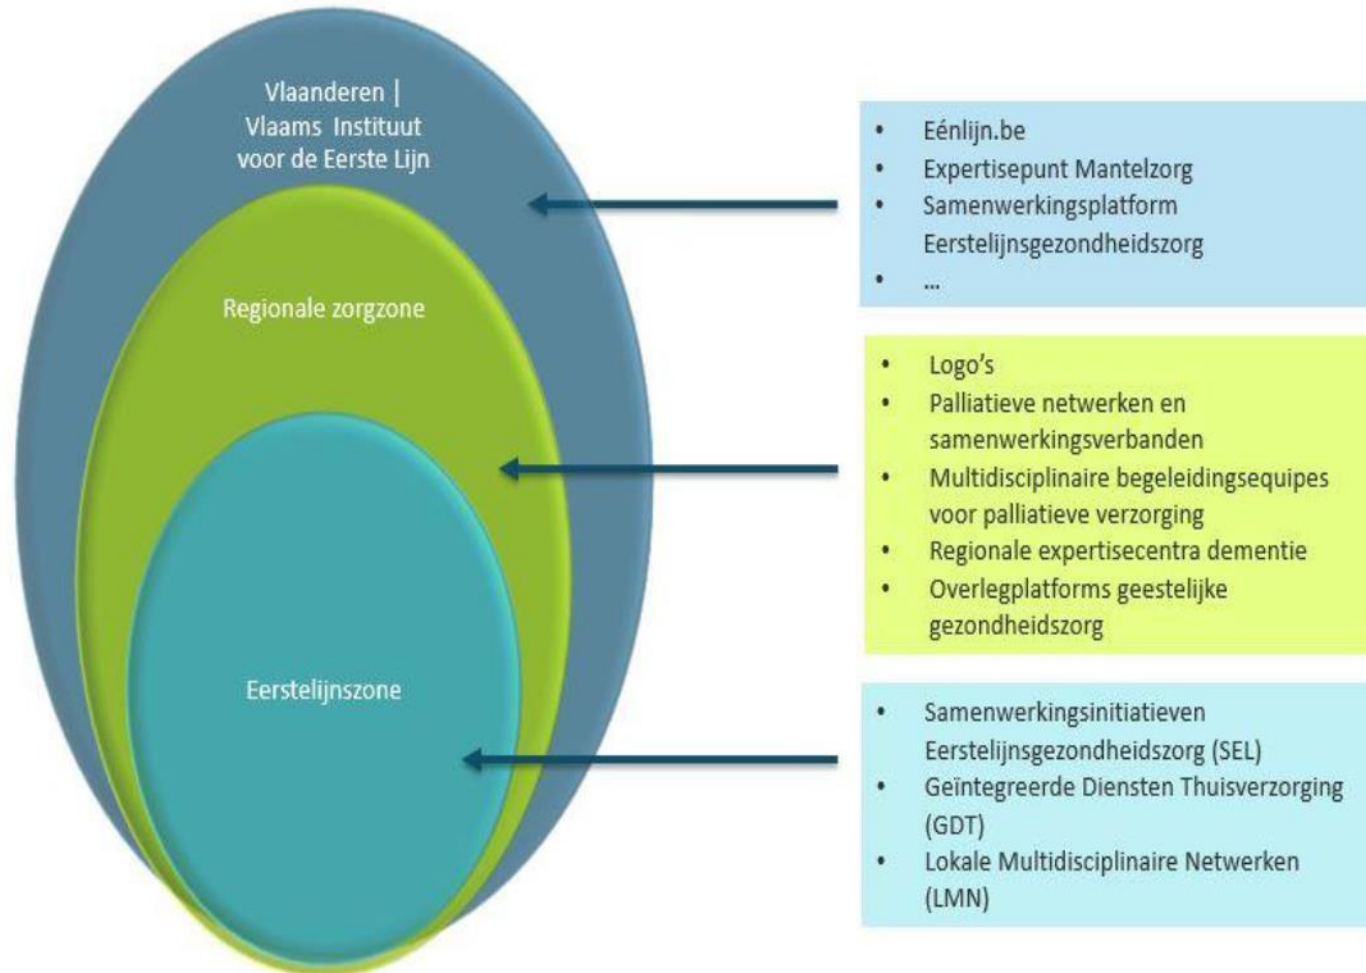 Vlaanderen |
Vlaams Instituut
voor de Eerste Lijn
Regionale zorgzone
Eerstelijnszone
• Eénlijn.be
• Expertisepunt Mantelzorg
• Samenwerkingsplatform
Eerstelijnsgezondheidszorg
• ...
• Logo's
• Palliatieve netwerken en
samenwerkingsverbanden
• Multidisciplinaire begeleidingsequipes
voor palliatieve verzorging
• Regionale expertisecentra dementie
• Overlegplatforms geestelijke
gezondheidszorg
• Samenwerkingsinitiatieven
Eerstelijnsgezondheidszorg (SEL)
• Geïntegreerde Diensten Thuisverzorging
(GDT)
• Lokale Multidisciplinaire Netwerken
(LMN)